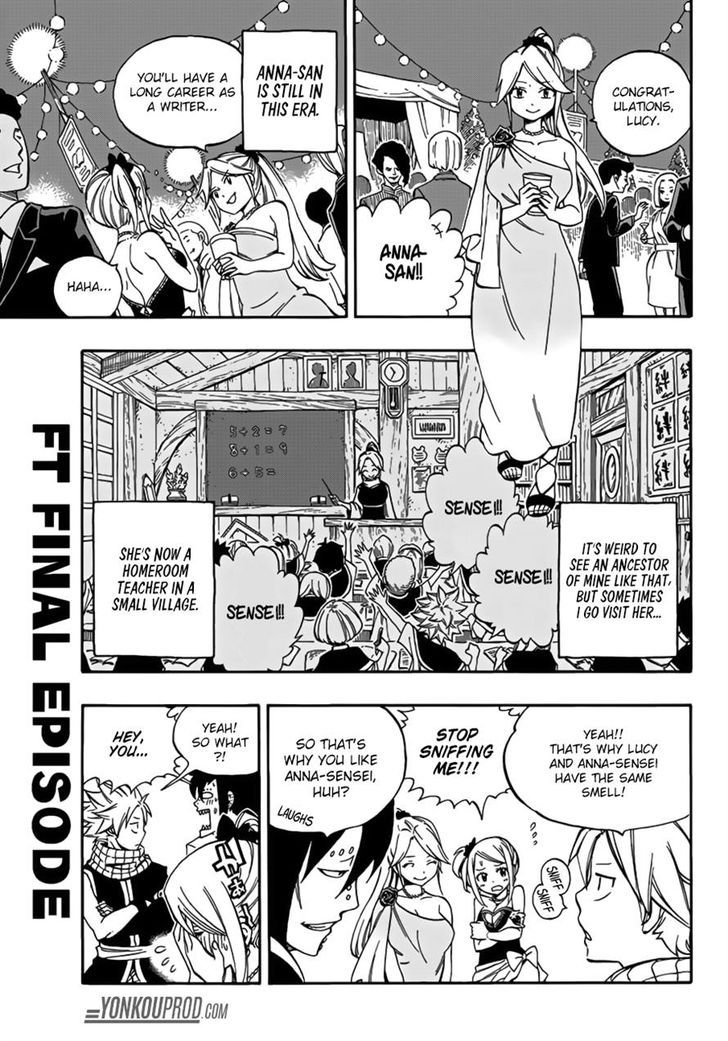 CONGRAT-
ULATIONS,
LUCY.
ANNA-
SAN!!
ANNA-SAN
IS STILL IN
THIS ERA.
YOU'LL HAVE A
LONG CAREER AS
A WRITER...
HAHA...
5+2=7
8+1=9
6+5=
SENSEI!!
SENSEI!!
SENSEI!!
IT'S WEIRD TO
SEE AN ANCESTOR
OF MINE LIKE THAT,
BUT SOMETIMES
I GO VISIT HER...
SHE'S NOW A
HOMEROOM
TEACHER IN A
SMALL VILLAGE.
YEAH!!
THAT'S WHY LUCY
AND ANNA-SENSEI
HAVE THE SAME
SMELL!
SNIFF
SNIFF
STOP
SNIFFING
ME!!!
SO THAT'S
WHY YOU LIKE
ANNA-SENSEI,
HUH?
LAUGHS
YEAH!
SO WHAT
?!
HEY,
YOU...
FT FINAL EPISODE
=YONKOUPROD.COM